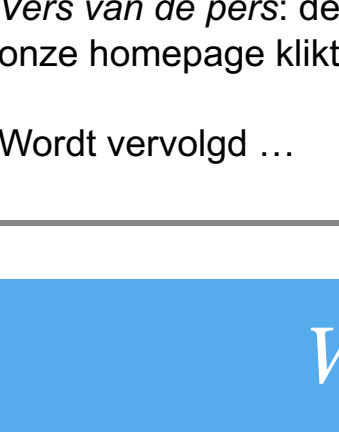 Vers van de pers: de
onze homepage klikt
Wordt vervolgd …